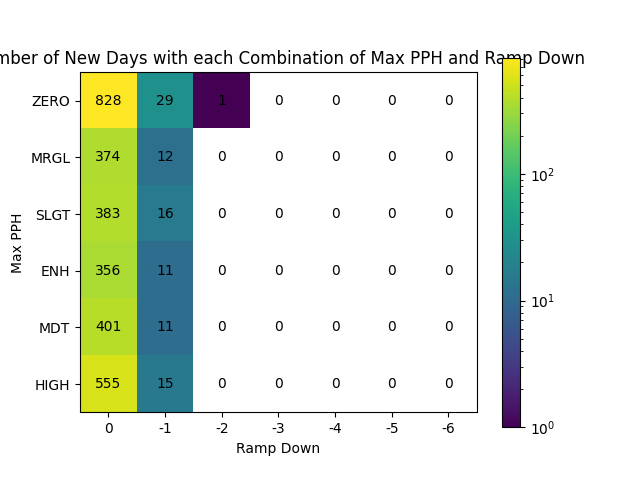 mber of New Days with each Combination of Max PPH and Ramp Down
ZERO 828 29 1 0 0 0 0
MRGL 374 12 0 0 0 0 0
SLGT 383 16 0 0 0 0 0
ENH 356 11 0 0 0 0 0
MDT 401 11 0 0 0 0 0
HIGH 555 15 0 0 0 0 0
0 -1 -2 -3 -4 -5 -6
Ramp Down
Max PPH
10²
10¹
10⁰